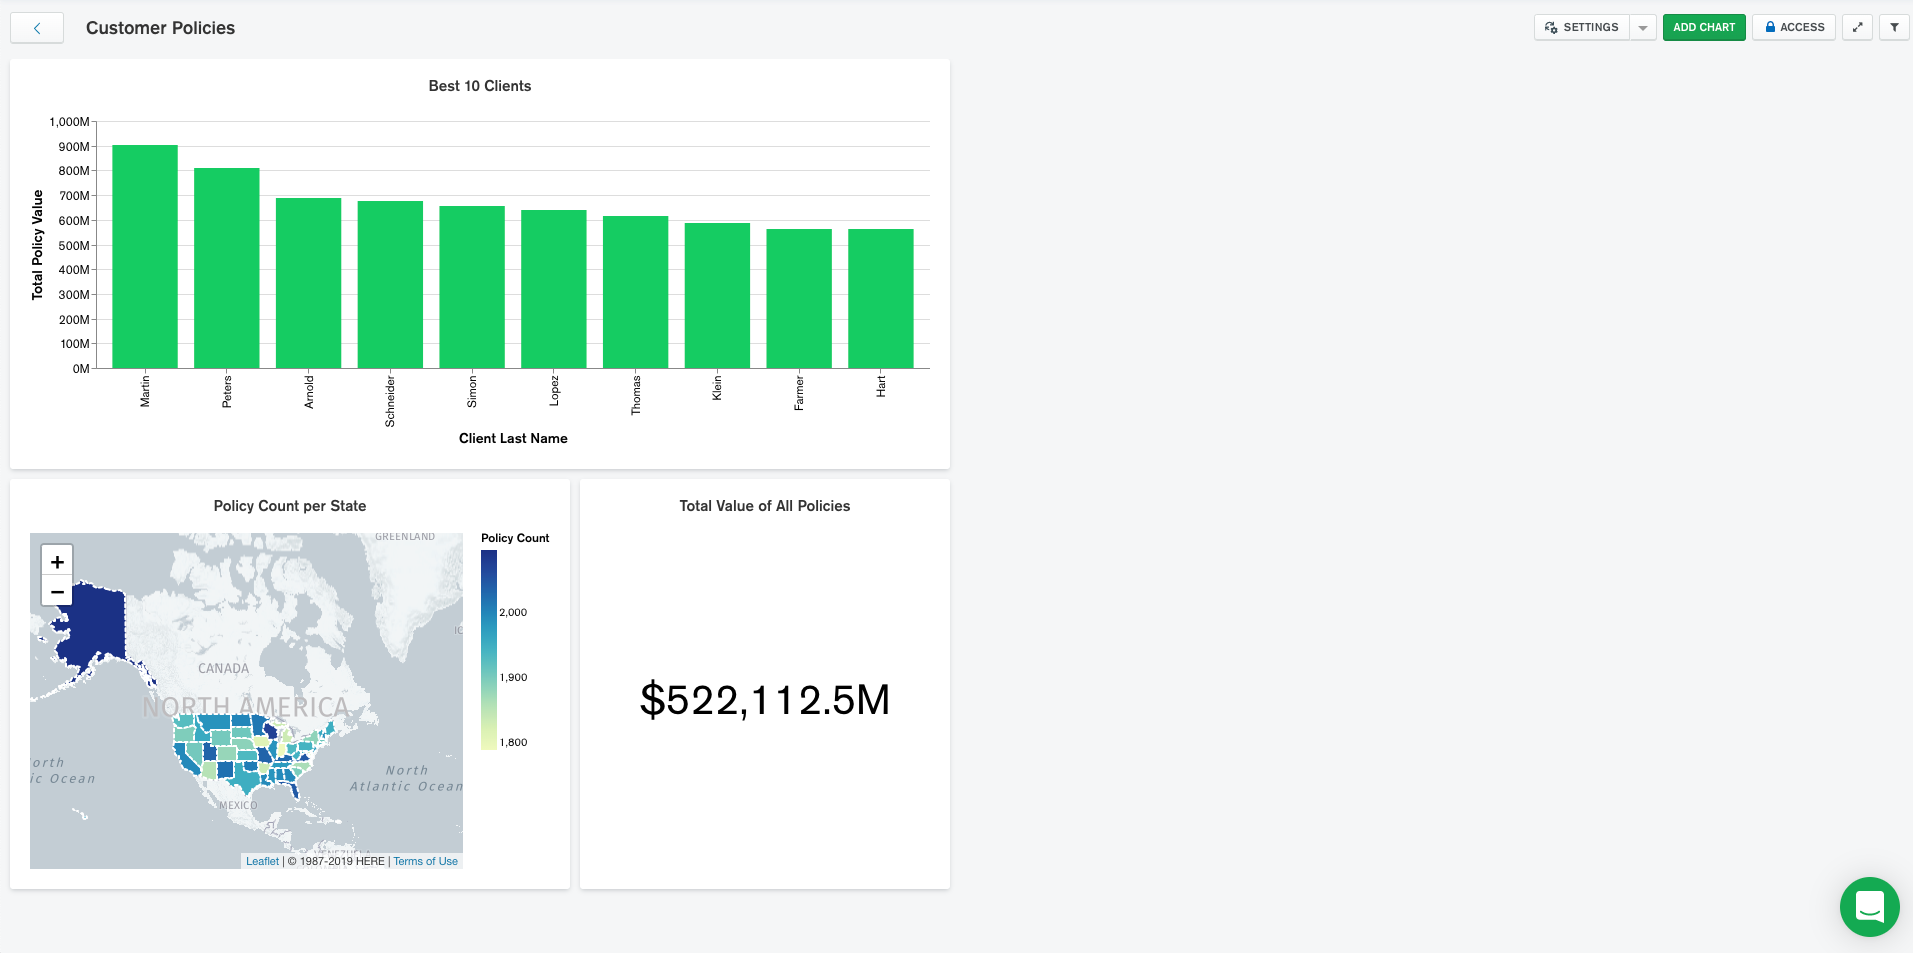 Customer Policies
SETTINGS
ADD CHART
ACCESS
Best 10 Clients
1,000M
900M
800M
700M
600M
500M
400M
300M
200M
100M
0M
Total Policy Value
Martin
Peters
Arnold
Schneider
Simon
Lopez
Thomas
Klein
Farmer
Hart
Client Last Name
Policy Count per State
+
−
GREENLAND
CANADA
NORTH AMERICA
orth
ic Ocean
North
Atlantic Ocean
MEXICO
Leaflet | © 1987-2019 HERE | Terms of Use
Policy Count
2,000
1,900
1,800
Total Value of All Policies
$522,112.5M